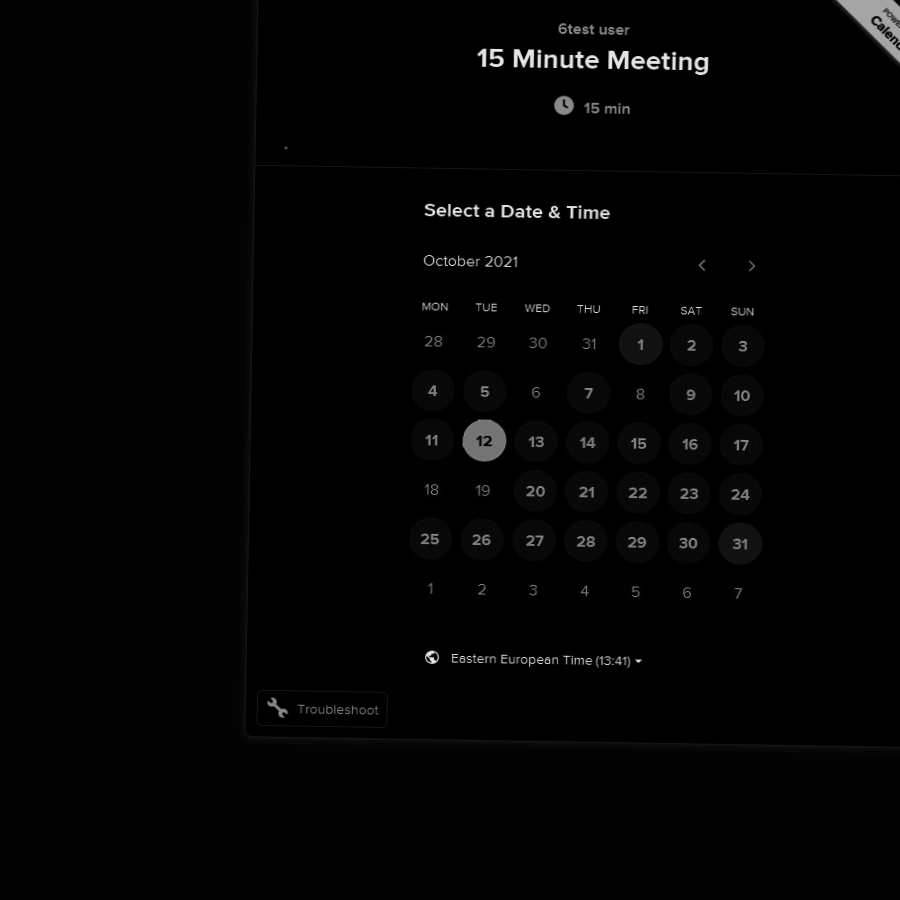 6test user
15 Minute Meeting
15 min
.
Select a Date & Time
October 2021
MON TUE WED THU FRI SAT SUN
28 29 30 31 1 2 3
4 5 6 7 8 9 10
11 12 13 14 15 16 17
18 19 20 21 22 23 24
25 26 27 28 29 30 31
1 2 3 4 5 6 7
Eastern European Time (13:41)
Troubleshoot